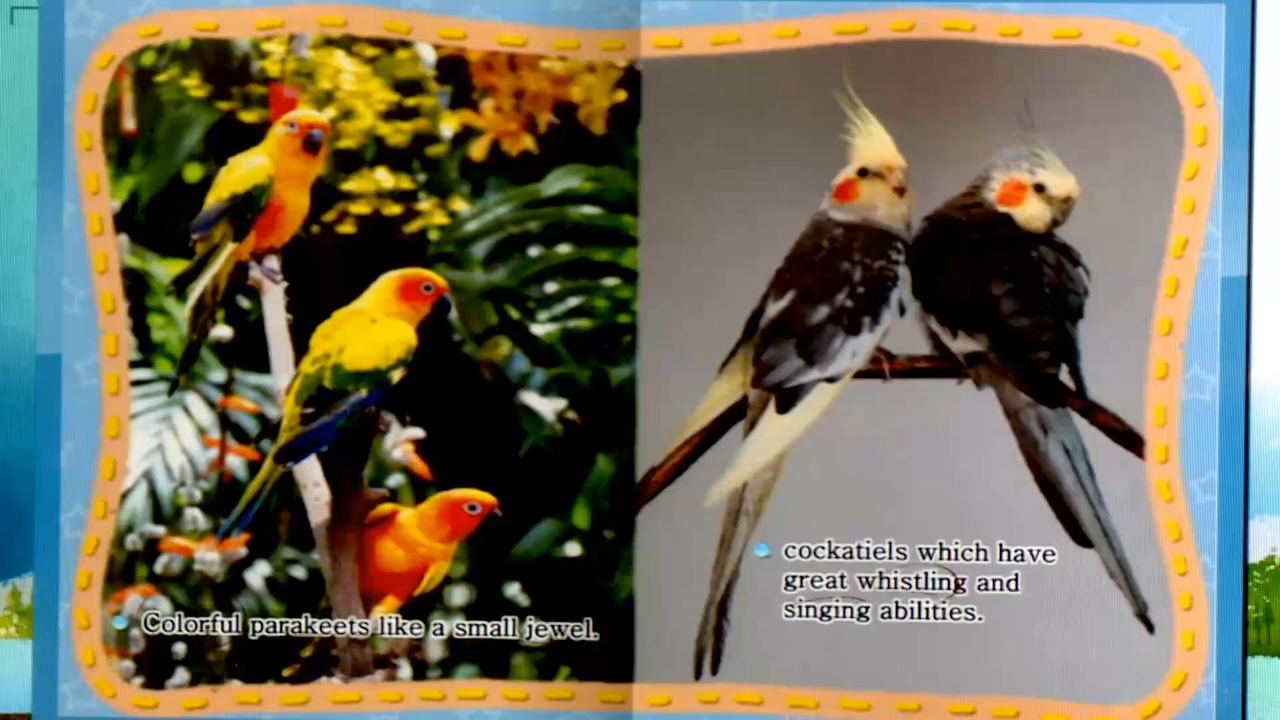 Colorful parakeets like a small jewel.
cockatiels which have
great whistling and
singing abilities.